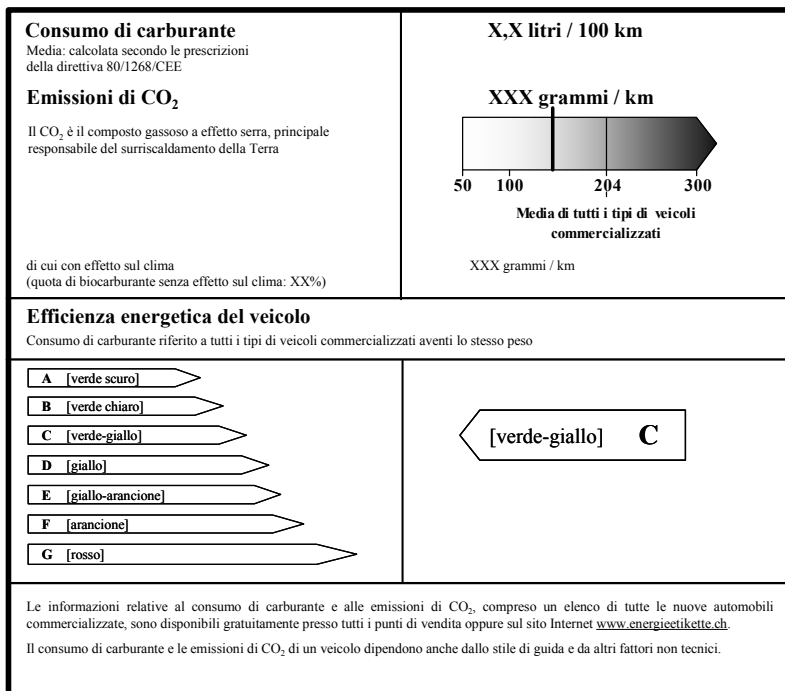 Consumo di carburante
Media: calcolata secondo le prescrizioni
della direttiva 80/1268/CEE
X,X litri / 100 km
Emissioni di CO₂
Il CO₂ è il composto gassoso a effetto serra, principale
responsabile del surriscaldamento della Terra
XXX grammi / km
50 100 204 300
Media di tutti i tipi di veicoli
commercializzati
di cui con effetto sul clima
(quota di biocarburante senza effetto sul clima: XX%)
XXX grammi / km
Efficienza energetica del veicolo
Consumo di carburante riferito a tutti i tipi di veicoli commercializzati aventi lo stesso peso
A [verde scuro]
B [verde chiaro]
C [verde-giallo]
D [giallo]
E [giallo-arancione]
F [arancione]
G [rosso]
[verde-giallo] C
Le informazioni relative al consumo di carburante e alle emissioni di CO₂, compreso un elenco di tutte le nuove automobili
commercializzate, sono disponibili gratuitamente presso tutti i punti di vendita oppure sul sito Internet www.energieetikette.ch.
Il consumo di carburante e le emissioni di CO₂ di un veicolo dipendono anche dallo stile di guida e da altri fattori non tecnici.